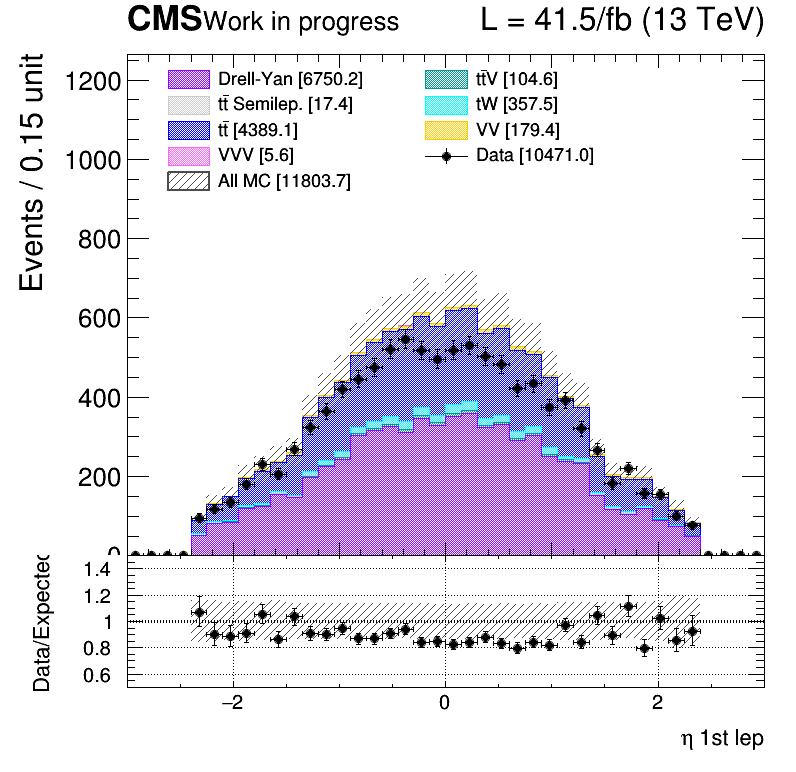 CMS Work in progress L = 41.5/fb (13 TeV)
Events / 0.15 unit
1200
1000
800
600
400
200
0
Drell-Yan [6750.2]
tt̄ Semilep. [17.4]
tt̄ [4389.1]
VVV [5.6]
All MC [11803.7]
tt̄V [104.6]
tW [357.5]
VV [179.4]
Data [10471.0]
Data/Expected
1.4
1.2
1
0.8
0.6
−2 0 2
η 1st lep